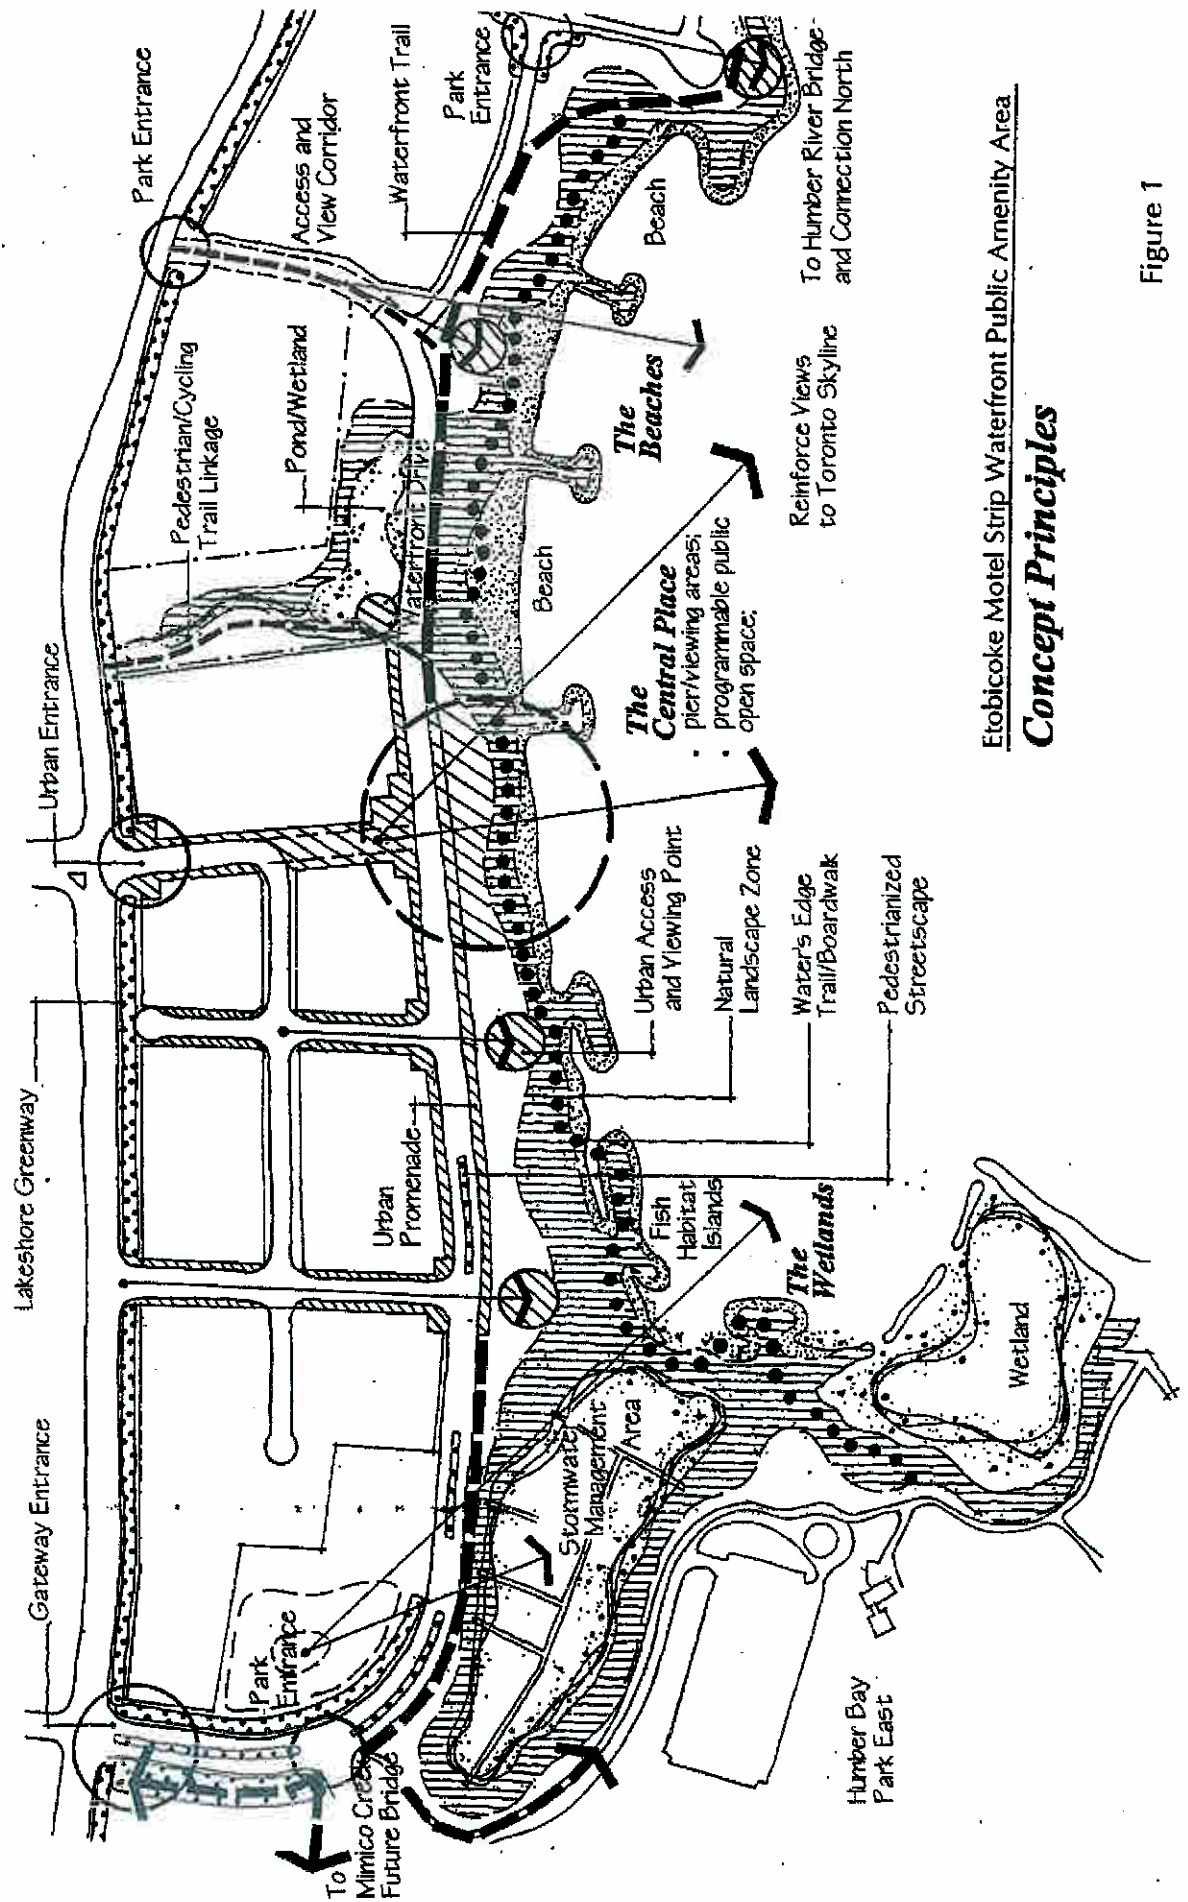 Lakeshore Greenway
Gateway Entrance
Urban Entrance
Park Entrance
Pedestrian/Cycling
Trail Linkage
Access and
View Corridor
Pond/Wetland
Waterfront Trail
Park
Entrance
Park
Entrance
Urban
Promenade
Waterfront Drive
To
Mimico Creek
Future Bridge
Stormwater
Management
Area
Fish
Habitat
Islands
Urban Access
and Viewing Point
Natural
Landscape Zone
Water's Edge
Trail/Boardwalk
Pedestrianized
Streetscape
Beach
Beach
The
Central Place
• pier/viewing areas;
• programmable public
open space;
The
Beaches
The
Wetlands
Wetland
Humber Bay
Park East
Reinforce Views
to Toronto Skyline
To Humber River Bridge
and Connection North
Etobicoke Motel Strip Waterfront Public Amenity Area
Concept Principles
Figure 1